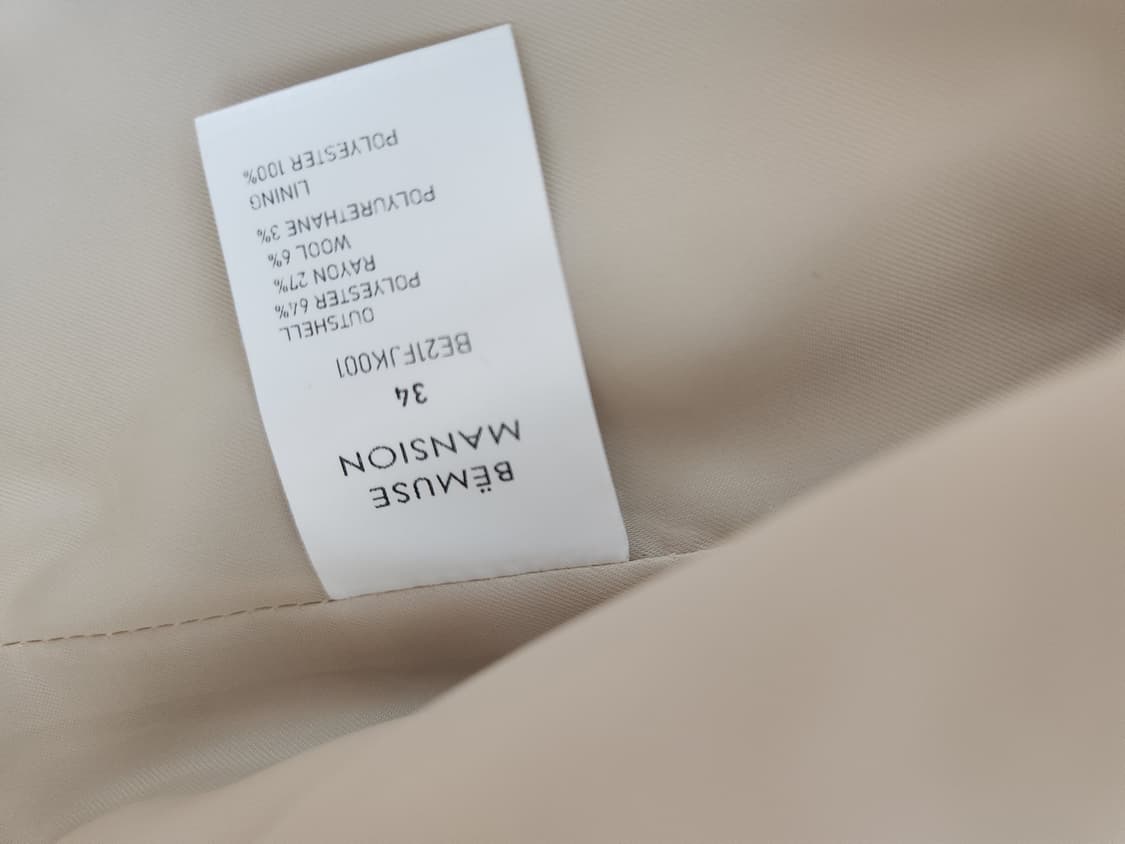 BËMUSE
MANSION
34
BE21FJK001
OUTSHELL
POLYESTER 64%
RAYON 27%
WOOL 6%
POLYURETHANE 3%
LINING
POLYESTER 100%